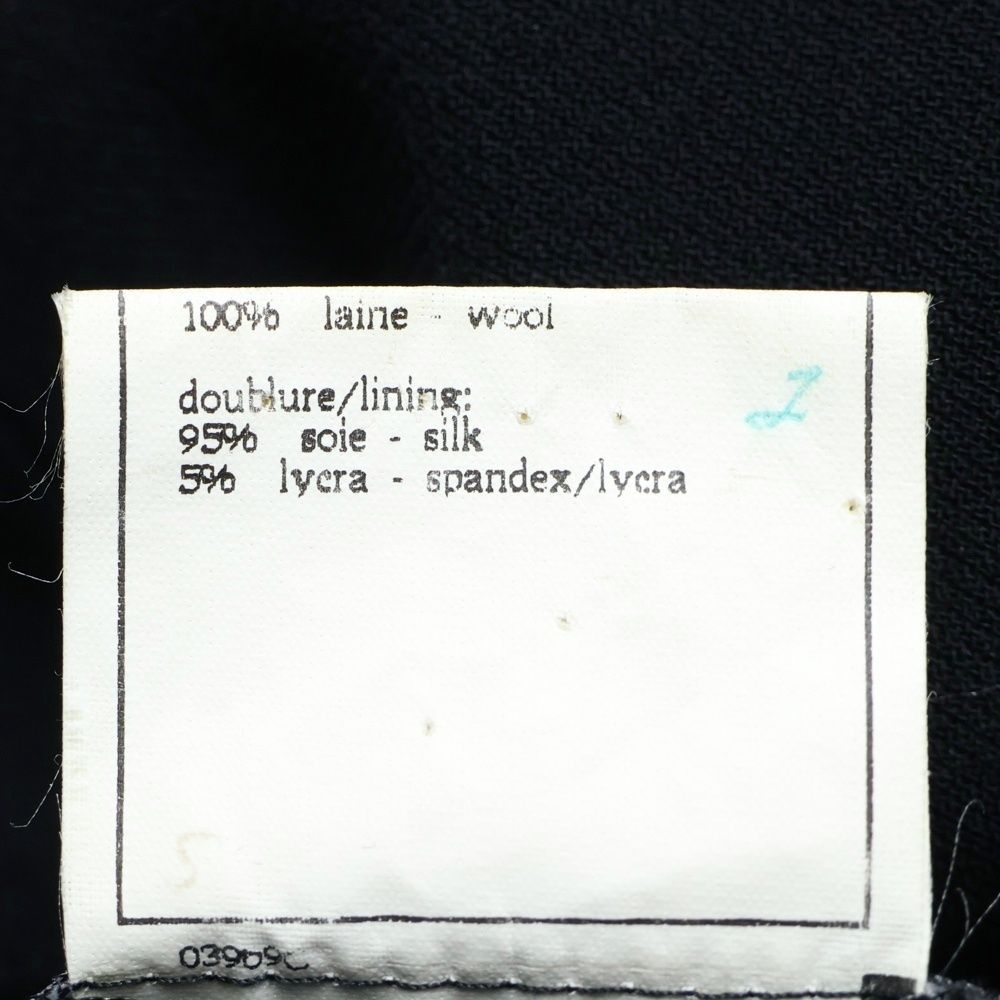 100% laine - wool
doublure/lining:
95% soie - silk
5% lycra - spandex/lycra